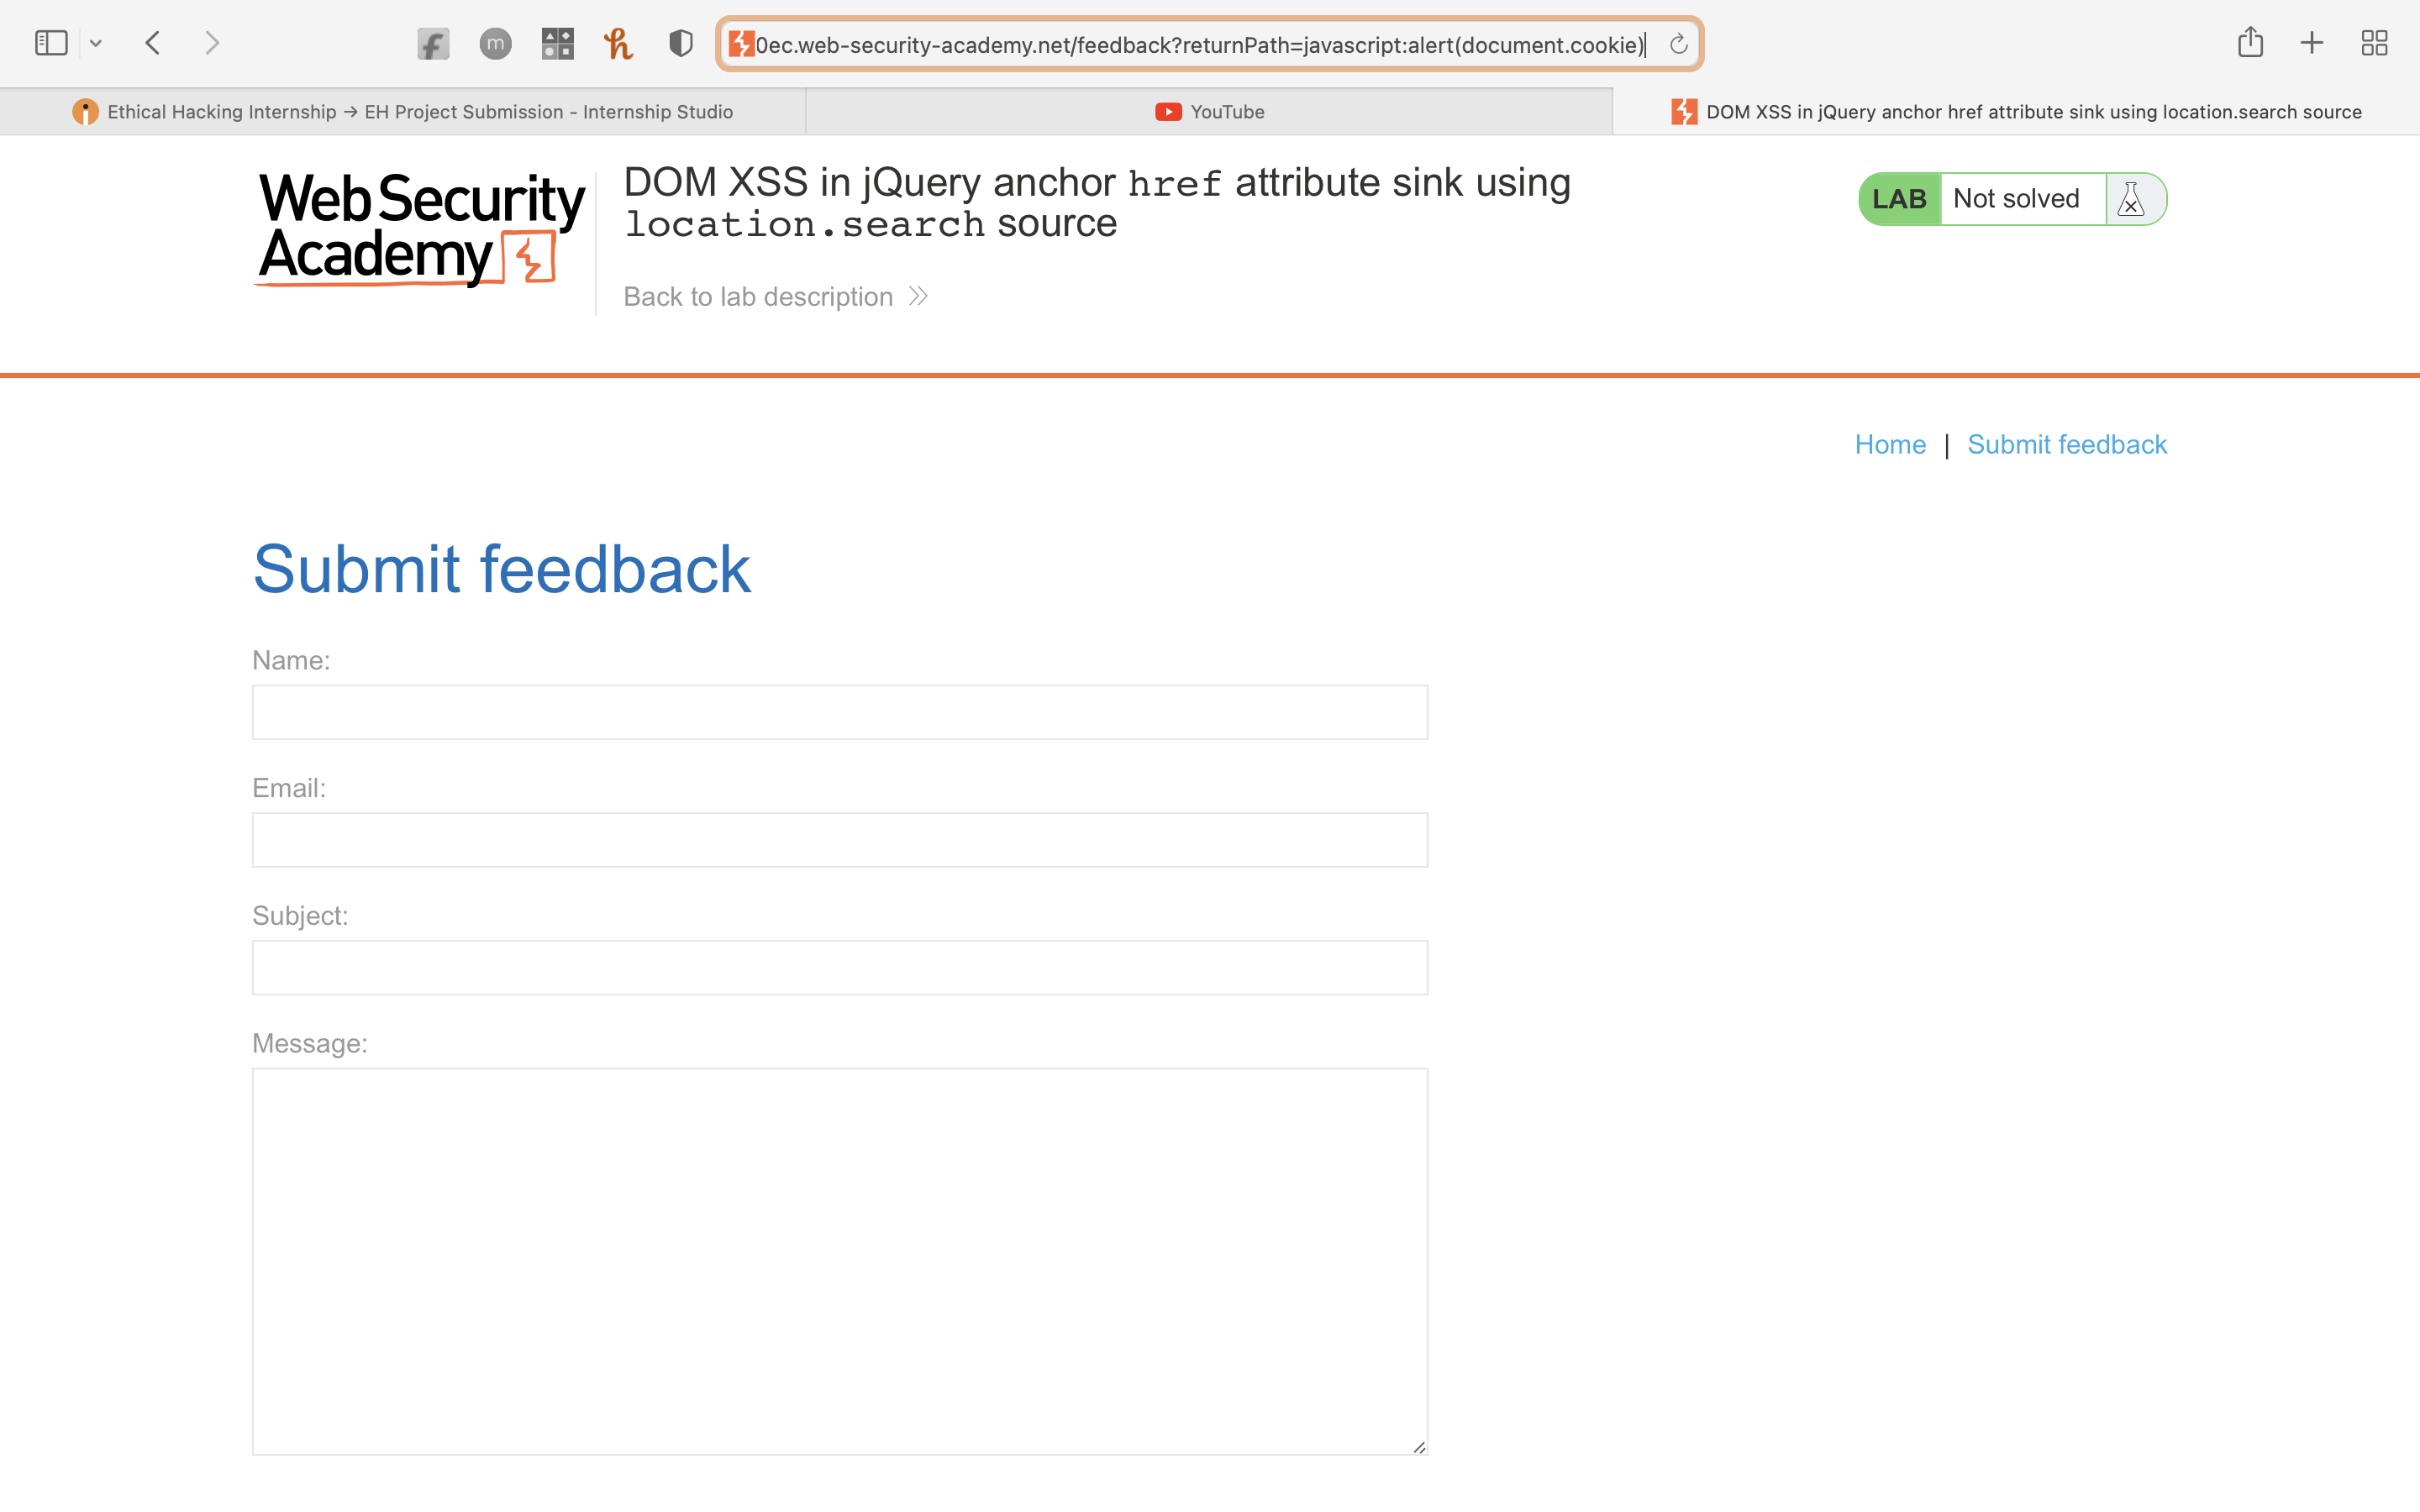 0ec.web-security-academy.net/feedback?returnPath=javascript:alert(document.cookie)
Ethical Hacking Internship → EH Project Submission - Internship Studio
YouTube
DOM XSS in jQuery anchor href attribute sink using location.search source
Web Security
Academy
DOM XSS in jQuery anchor href attribute sink using
location.search source
Back to lab description
LAB Not solved
Home | Submit feedback
Submit feedback
Name:
Email:
Subject:
Message: